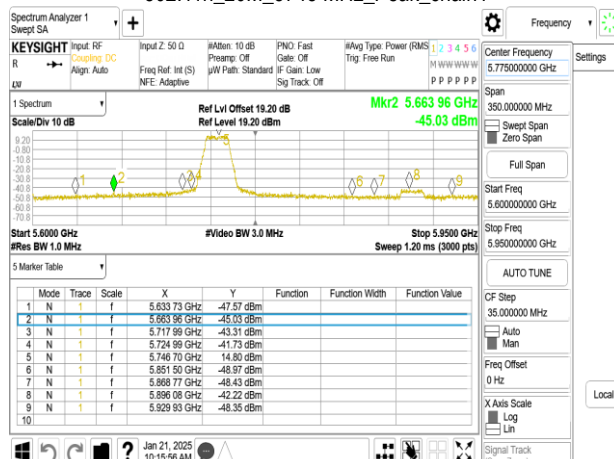 Spectrum Analyzer 1
Swept SA
Frequency
Settings
KEYSIGHT
Input: RF
Coupling: DC
Align: Auto
Input Z: 50 Ω
Freq Ref: Int (S)
NFE: Adaptive
#Atten: 10 dB
Preamp: Off
µW Path: Standard
PNO: Fast
Gate: Off
IF Gain: Low
Sig Track: Off
#Avg Type: Power (RMS
Trig: Free Run
1 2 3 4 5 6
M W W W W W
P P P P P P
R
1 Spectrum
Scale/Div 10 dB
Ref Lvl Offset 19.20 dB
Ref Level 19.20 dBm
Mkr2 5.663 96 GHz
-45.03 dBm
9.20
-0.80
-10.8
-20.8
-30.8
-40.8
-50.8
-60.8
-70.8
Start 5.6000 GHz
#Res BW 1.0 MHz
#Video BW 3.0 MHz
Stop 5.9500 GHz
Sweep 1.20 ms (3000 pts)
5 Marker Table
Mode Trace Scale X Y Function Function Width Function Value
1 N 1 f 5.633 73 GHz -47.57 dBm
2 N 1 f 5.663 96 GHz -45.03 dBm
3 N 1 f 5.717 99 GHz -43.31 dBm
4 N 1 f 5.724 99 GHz -41.73 dBm
5 N 1 f 5.746 70 GHz 14.80 dBm
6 N 1 f 5.851 50 GHz -48.97 dBm
7 N 1 f 5.868 77 GHz -48.43 dBm
8 N 1 f 5.896 08 GHz -42.22 dBm
9 N 1 f 5.929 93 GHz -48.35 dBm
10
Jan 21, 2025
10:15:56 AM
Center Frequency
5.775000000 GHz
Span
350.000000 MHz
Swept Span
Zero Span
Full Span
Start Freq
5.600000000 GHz
Stop Freq
5.950000000 GHz
AUTO TUNE
CF Step
35.000000 MHz
Auto
Man
Freq Offset
0 Hz
X Axis Scale
Log
Lin
Signal Track
Local